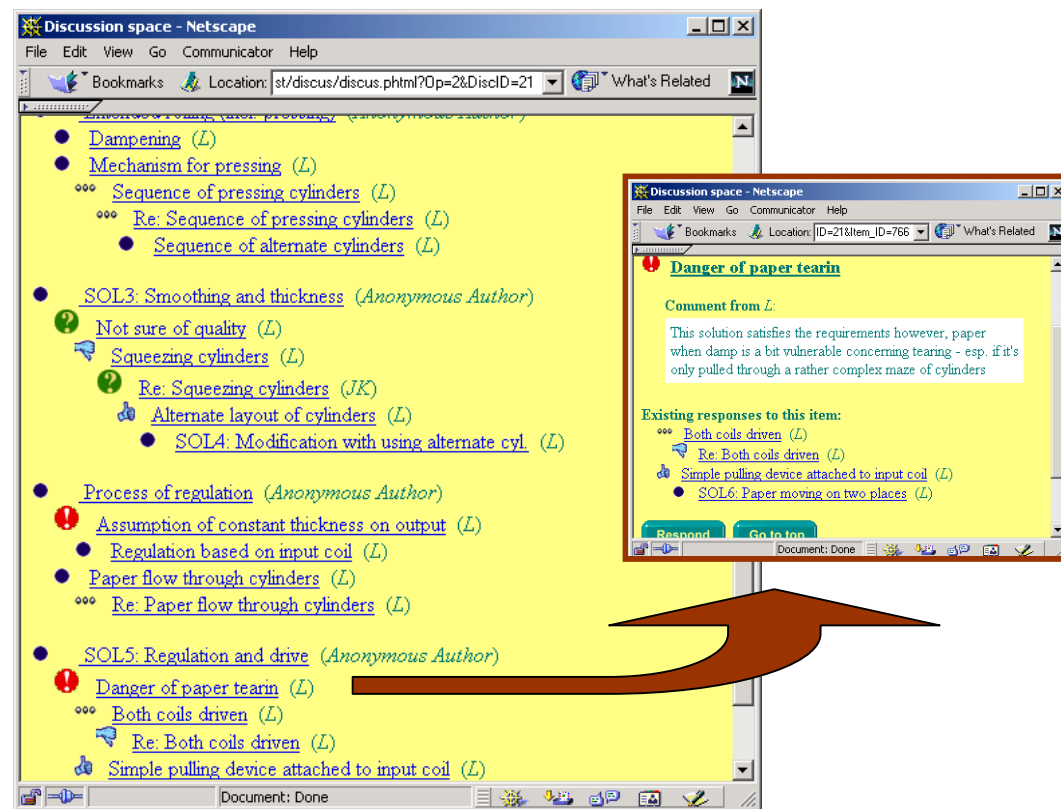 Discussion space - Netscape
File Edit View Go Communicator Help
Bookmarks Location: st/discus/discus.phtml?Op=2&DiscID=21 What's Related N
Extended rolling (incl. pressing) (Anonymous Author)
Dampening (L)
Mechanism for pressing (L)
Sequence of pressing cylinders (L)
Re: Sequence of pressing cylinders (L)
Sequence of alternate cylinders (L)
SOL3: Smoothing and thickness (Anonymous Author)
Not sure of quality (L)
Squeezing cylinders (L)
Re: Squeezing cylinders (JK)
Alternate layout of cylinders (L)
SOL4: Modification with using alternate cyl. (L)
Process of regulation (Anonymous Author)
Assumption of constant thickness on output (L)
Regulation based on input coil (L)
Paper flow through cylinders (L)
Re: Paper flow through cylinders (L)
SOL5: Regulation and drive (Anonymous Author)
Danger of paper tearin (L)
Both coils driven (L)
Re: Both coils driven (L)
Simple pulling device attached to input coil (L)
Document: Done
Discussion space - Netscape
File Edit View Go Communicator Help
Bookmarks Location: ID=21&Item_ID=766 What's Related N
Danger of paper tearin
Comment from L:
This solution satisfies the requirements however, paper
when damp is a bit vulnerable concerning tearing - esp. if it's
only pulled through a rather complex maze of cylinders
Existing responses to this item:
Both coils driven (L)
Re: Both coils driven (L)
Simple pulling device attached to input coil (L)
SOL6: Paper moving on two places (L)
Respond Go to top
Document: Done